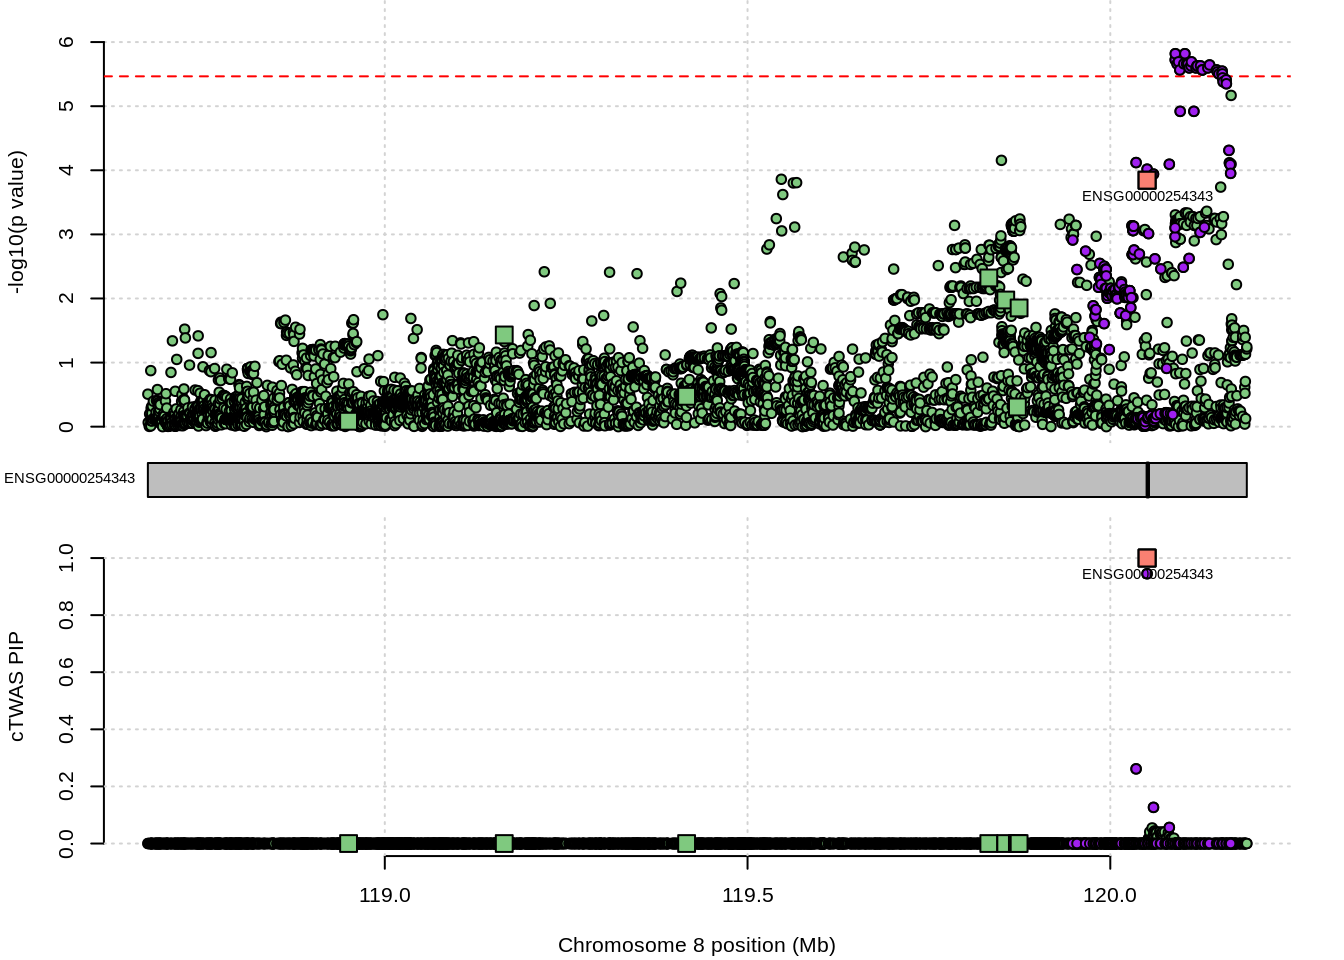 6
5
4
3
2
1
0
-log10(p value)
ENSG00000254343
ENSG00000254343
1.0
0.8
0.6
0.4
0.2
0.0
cTWAS PIP
ENSG00000254343
119.0 119.5 120.0
Chromosome 8 position (Mb)